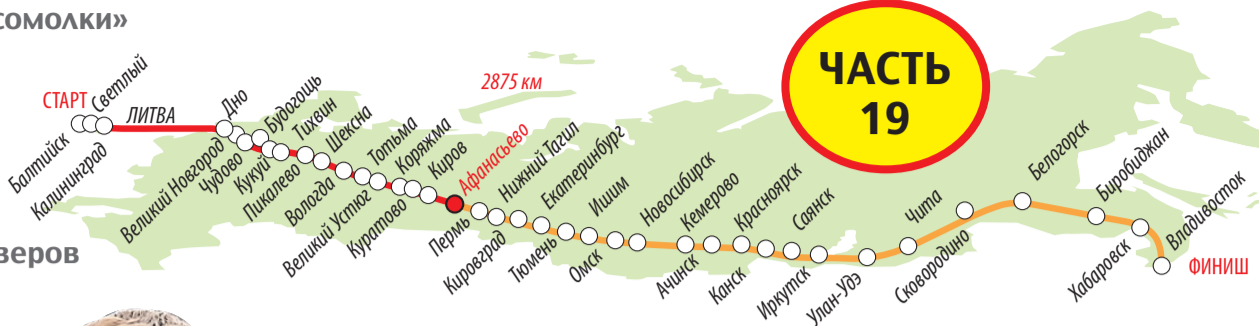 сомолки»
ЧАСТЬ
19
2875 км
СТАРТ
Светлый
ЛИТВА
Дно
Будогощь
Тихвин
Шексна
Тотьма
Коряжма
Киров
Афанасьево
Нижний Тагил
Екатеринбург
Ишим
Новосибирск
Кемерово
Красноярск
Саянск
Чита
Белогорск
Биробиджан
Владивосток
Балтийск
Калининград
Великий Новгород
Чудово
Кукуй
Пикалево
Вологда
Великий Устюг
Куратово
Пермь
Кировград
Тюмень
Омск
Ачинск
Канск
Иркутск
Улан-Удэ
Сковородино
Хабаровск
ФИНИШ
зверов